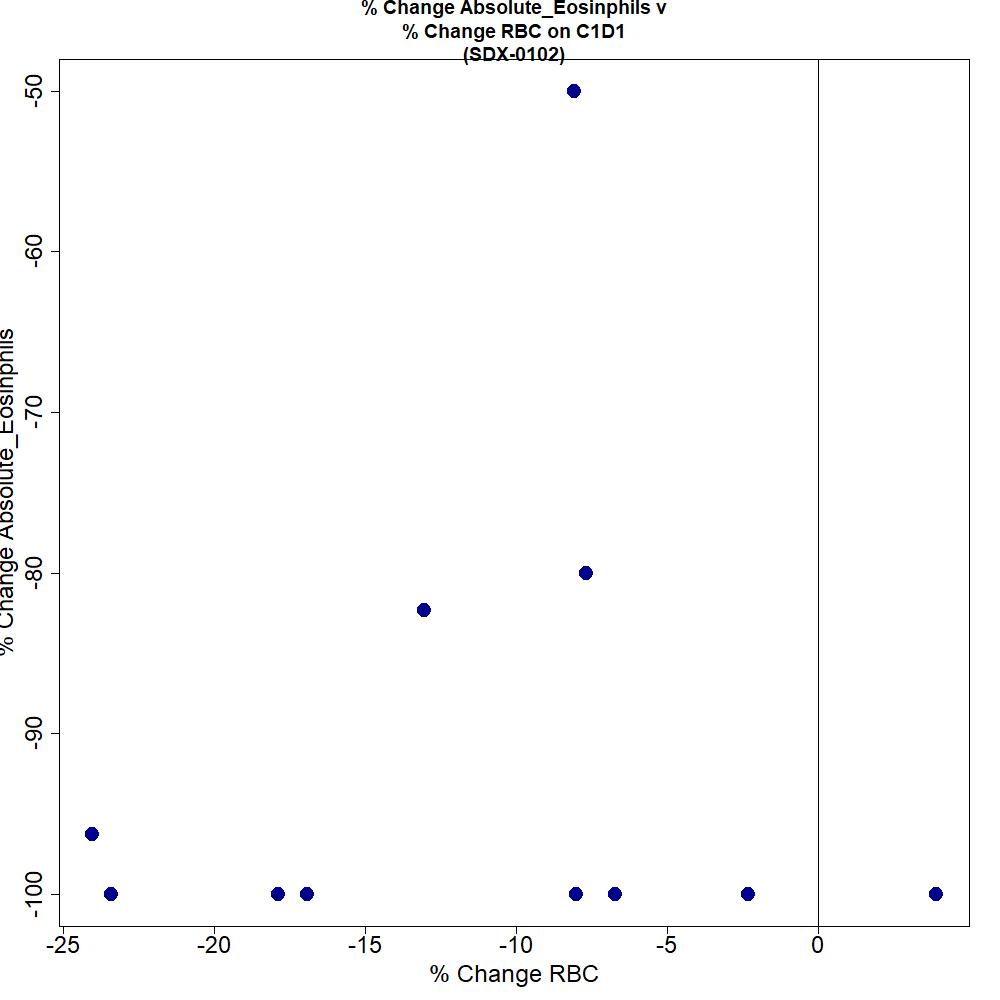 % Change Absolute_Eosinphils v
% Change RBC on C1D1
(SDX-0102)
% Change Absolute_Eosinphils
-50
-60
-70
-80
-90
-100
-25
-20
-15
-10
-5
0
% Change RBC